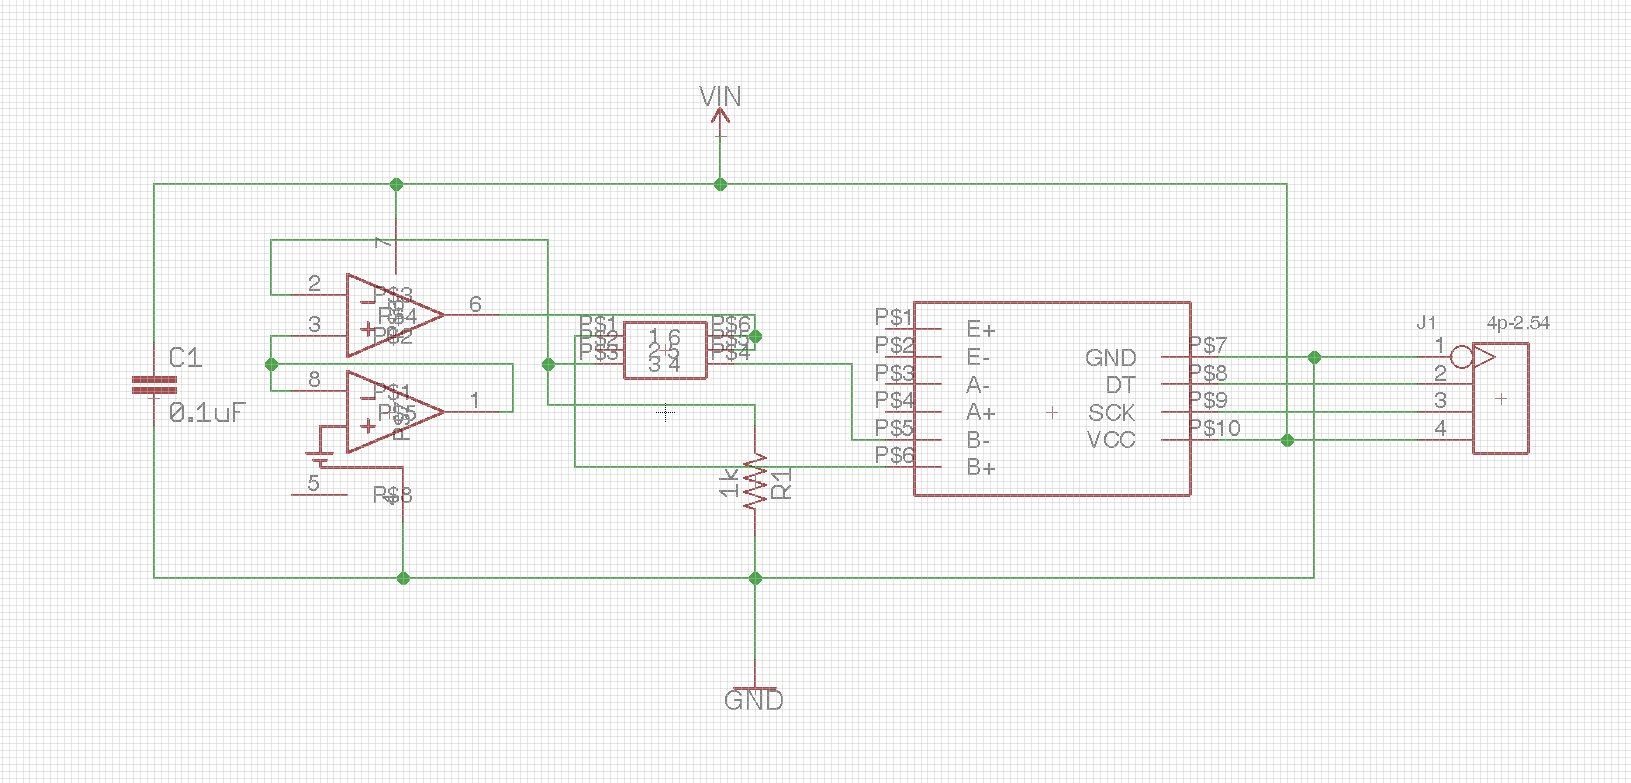 VIN
7
2
P$3
3
P$4
P$2
6
8
P$1
P$5
1
5
P$8
C1
0.1uF
P$1
P$2
P$3
1 6
2 5
3 4
P$6
P$4
1k
R1
GND
P$1
P$2
P$3
P$4
P$5
P$6
E+
E-
A-
A+
B-
B+
GND
DT
SCK
VCC
P$7
P$8
P$9
P$10
J1
4p-2.54
1
2
3
4